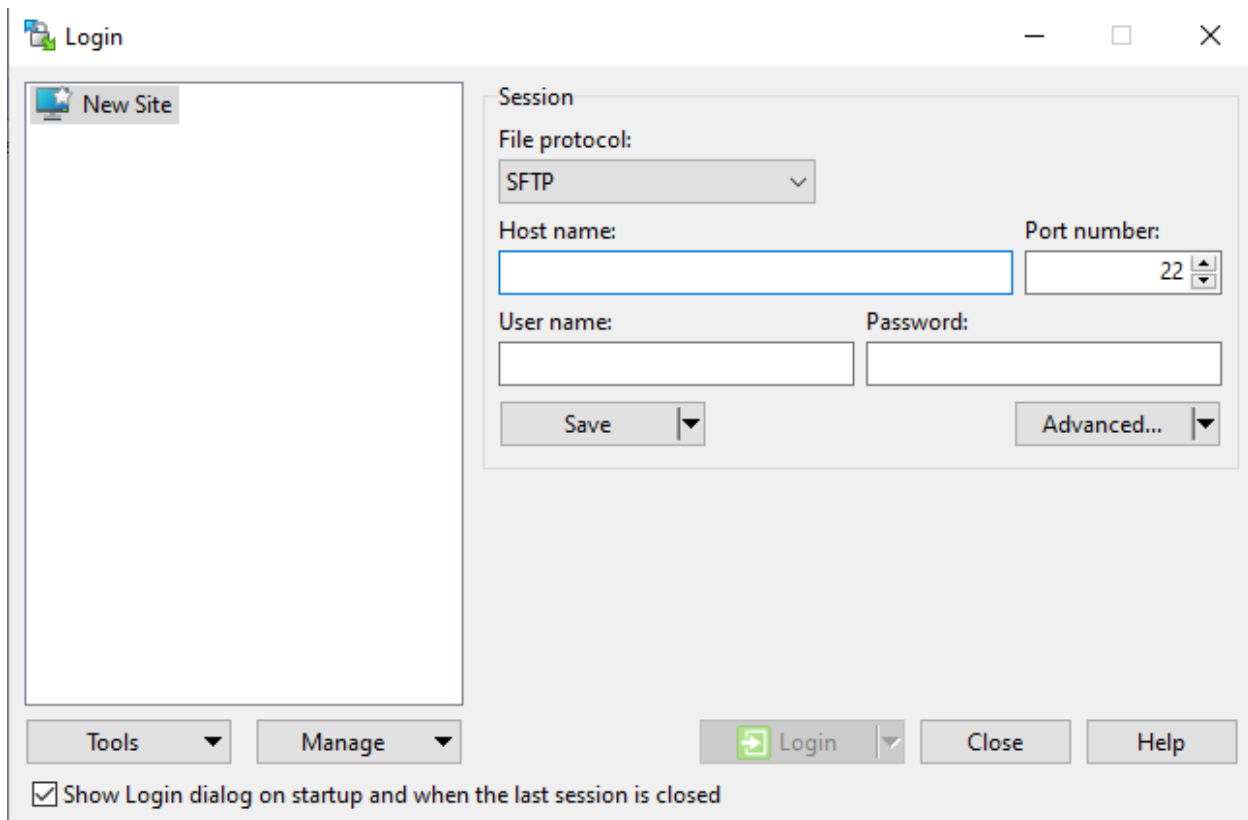 Login
New Site
Session
File protocol:
SFTP
Host name:
Port number:
22
User name:
Password:
Save
Advanced...
Tools
Manage
Login
Close
Help
Show Login dialog on startup and when the last session is closed